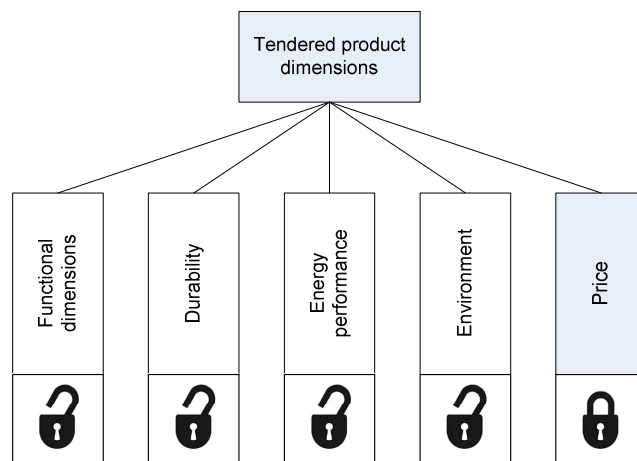 Tendered product
dimensions
Functional
dimensions
Durability
Energy
performance
Environment
Price